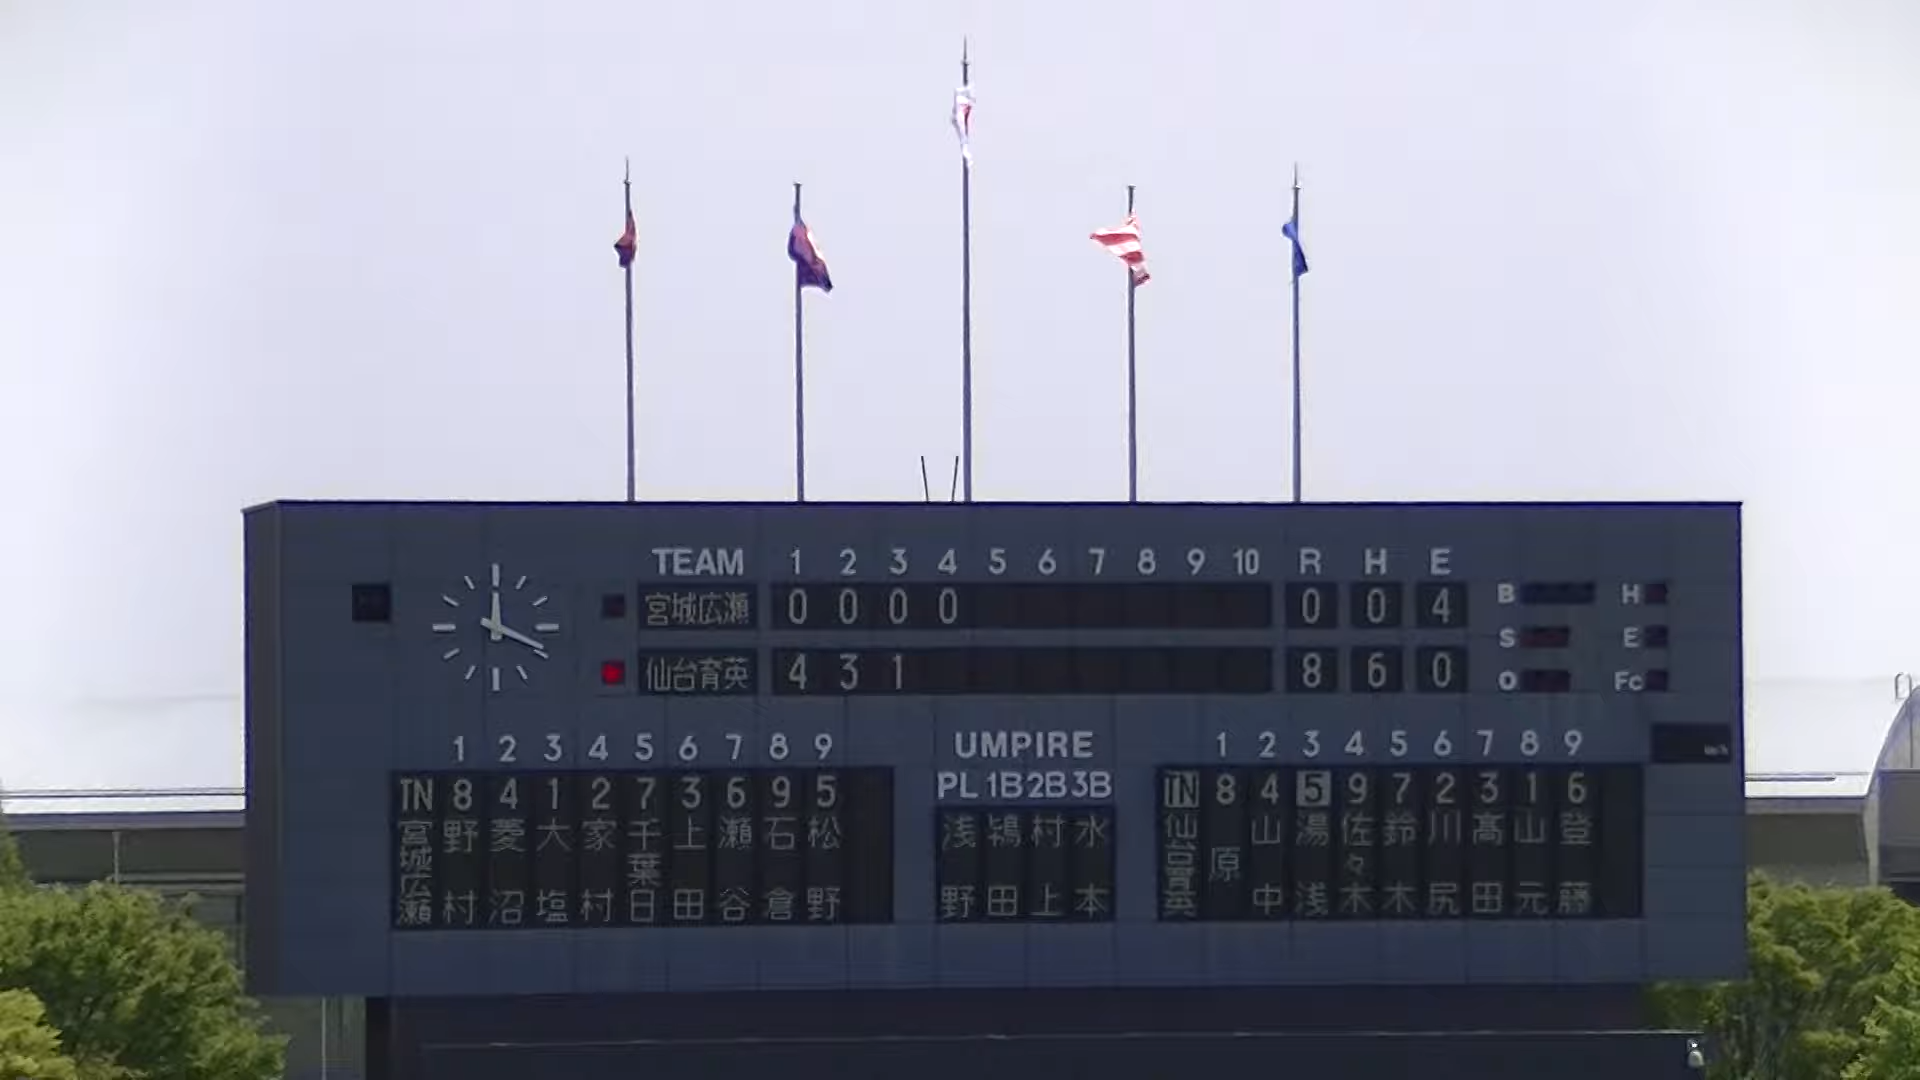 TEAM 1 2 3 4 5 6 7 8 9 10 R H E
宮城広瀬 0 0 0 0 0 0 4
仙台育英 4 3 1 8 6 0
B H
S E
O Fc
1 2 3 4 5 6 7 8 9
IN 8 4 1 2 7 3 6 9 5
宮城広瀬 野村 菱沼 大塩 家村 千葉日 上田 瀬谷 石倉 松野
UMPIRE
PL 1B 2B 3B
浅野 鴇田 村上 水本
1 2 3 4 5 6 7 8 9
IN 8 4 5 9 7 2 3 1 6
仙台育英 原 山中 湯浅 佐々木 鈴木 川尻 髙田 山元 登藤